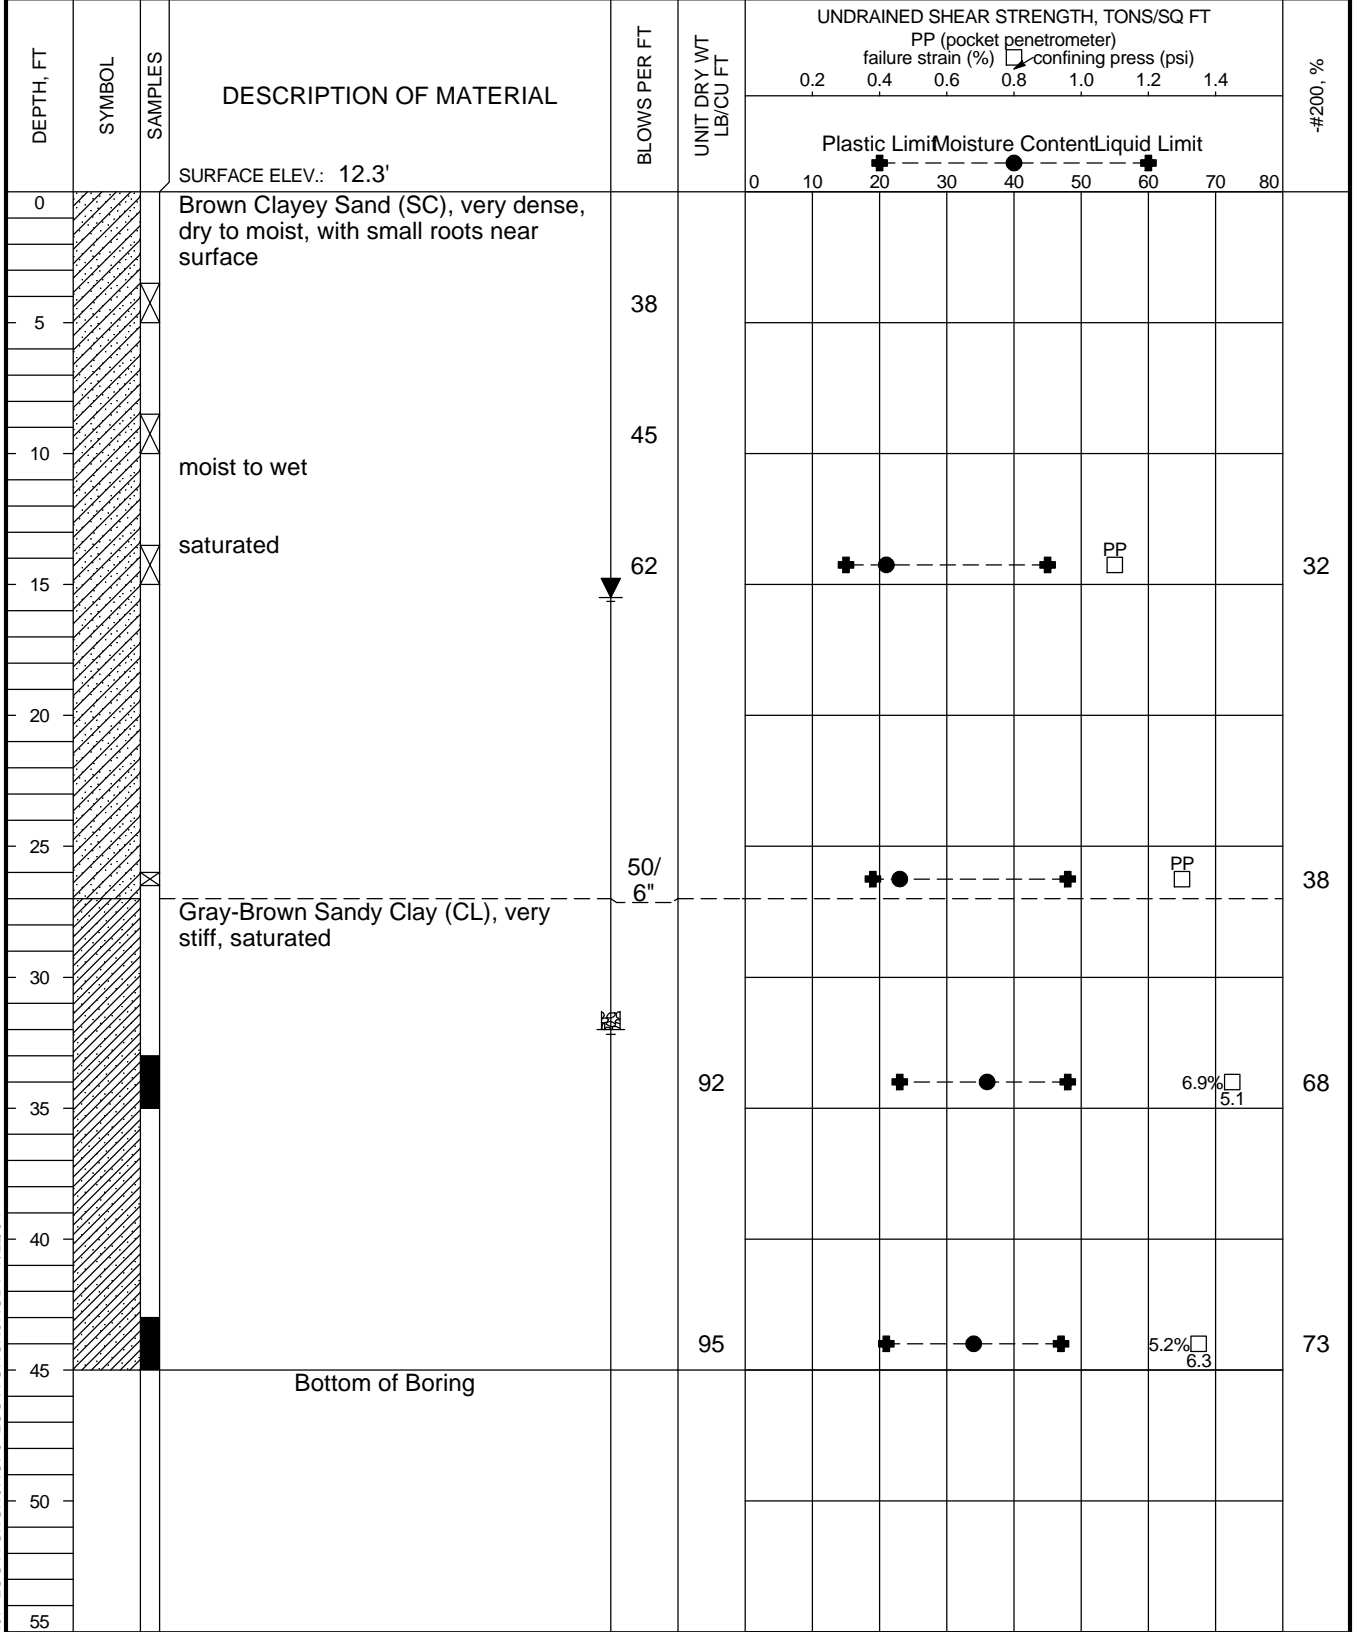 UNDRAINED SHEAR STRENGTH, TONS/SQ FT
PP (pocket penetrometer)
failure strain (%) confining press (psi)
0.2 0.4 0.6 0.8 1.0 1.2 1.4
DEPTH, FT
SYMBOL
SAMPLES
DESCRIPTION OF MATERIAL
BLOWS PER FT
UNIT DRY WT
LB/CU FT
-#200, %
Plastic Limit Moisture Content Liquid Limit
SURFACE ELEV.: 12.3'
0 10 20 30 40 50 60 70 80
0
Brown Clayey Sand (SC), very dense,
dry to moist, with small roots near
surface
38
5
45
10
moist to wet
saturated
62 PP 32
15
20
25
50/
6" PP 38
Gray-Brown Sandy Clay (CL), very
stiff, saturated
30
92 6.9% 5.1 68
35
40
95 5.2% 6.3 73
45
Bottom of Boring
50
55